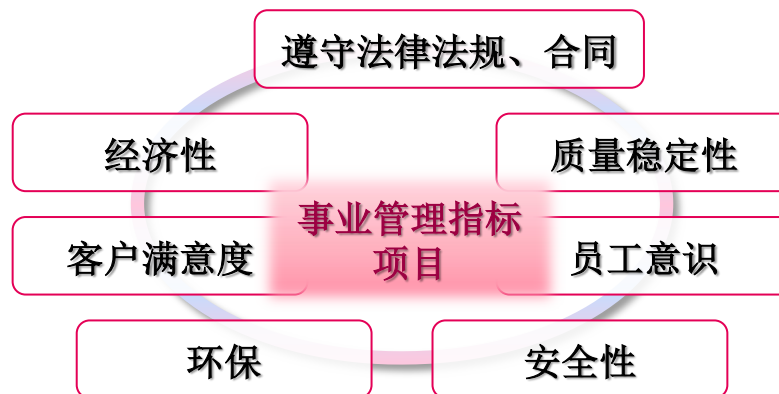 遵守法律法规、合同
经济性
质量稳定性
事业管理指标
项目
客户满意度
员工意识
环保
安全性